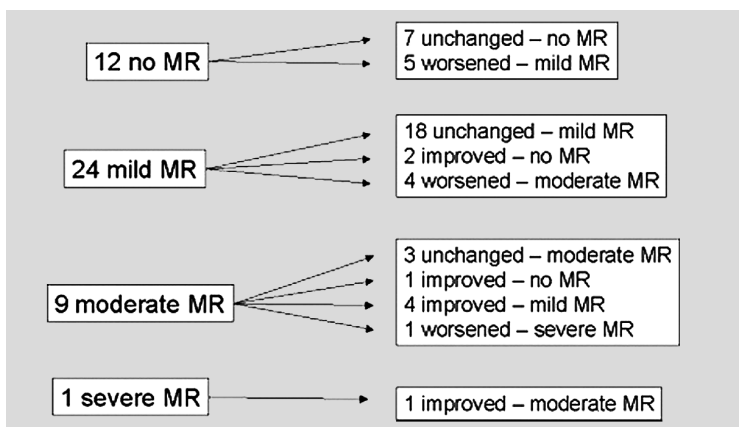 12 no MR
7 unchanged – no MR
5 worsened – mild MR
24 mild MR
18 unchanged – mild MR
2 improved – no MR
4 worsened – moderate MR
9 moderate MR
3 unchanged – moderate MR
1 improved – no MR
4 improved – mild MR
1 worsened – severe MR
1 severe MR
1 improved – moderate MR